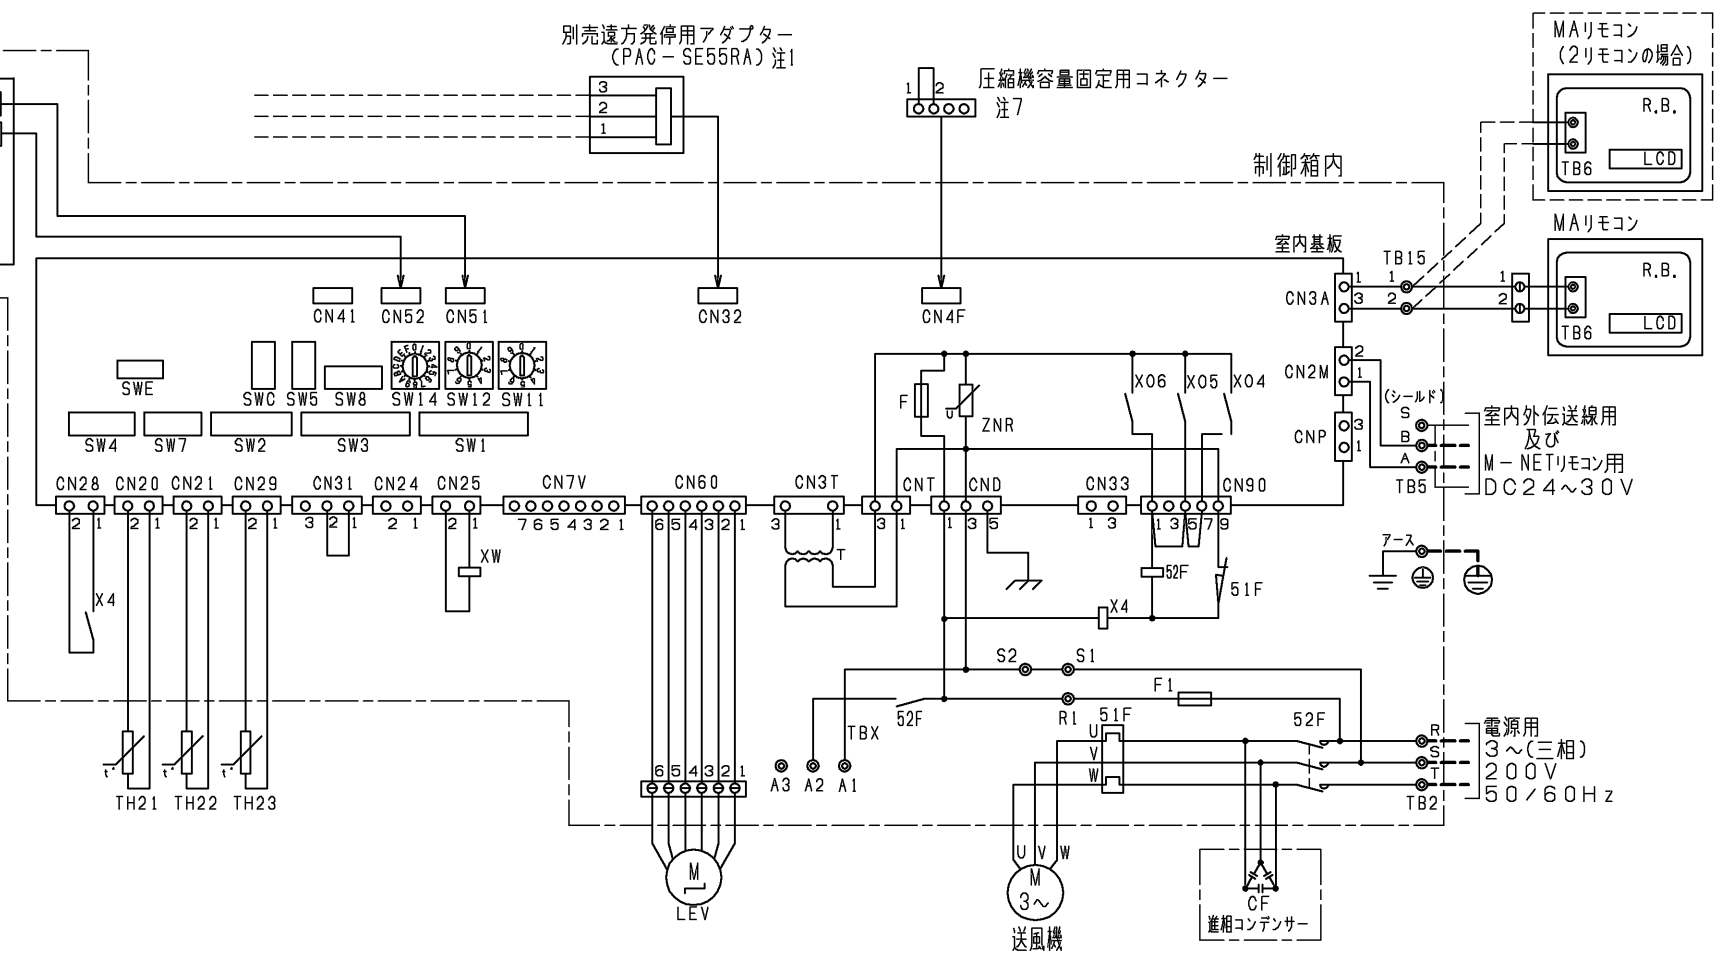 別売遠方発停用アダプター
(PAC－SE55RA)注1
3
2
1
1 2
圧縮機容量固定用コネクター
注7
MAリモコン
(2リモコンの場合)
R.B.
LCD
TB6
制御箱内
MAリモコン
R.B.
LCD
TB6
室内基板
TB15
CN3A
1 1 1
3 2 2
CN41 CN52 CN51 CN32 CN4F
CN2M
2
1
CNP
3
1
SWE SWC SW5 SW8 SW14 SW12 SW11
SW4 SW7 SW2 SW3 SW1
F
U
ZNR
X06 X05 X04
(シールド)
S
B
A
TB5
室内外伝送線用
及び
M－NETリモコン用
DC24～30V
CN28 CN20 CN21 CN29 CN31 CN24 CN25 CN7V CN60 CN3T CNT CND CN33 CN90
2 1 2 1 2 1 2 1 3 2 1 2 1 2 1 7 6 5 4 3 2 1 6 5 4 3 2 1 3 1 3 1 1 3 5 1 3 1 3 5 7 9
X4
XW
T
52F
51F
X4
アース
S2 S1
R1
F1
52F
TBX
A3 A2 A1
51F
U
V
W
52F
R
S
T
TB2
電源用
3～(三相)
200V
50/60Hz
t° t° t°
TH21 TH22 TH23
6 5 4 3 2 1
M
LEV
U V W
M
3～
送風機
CF
進相コンデンサー